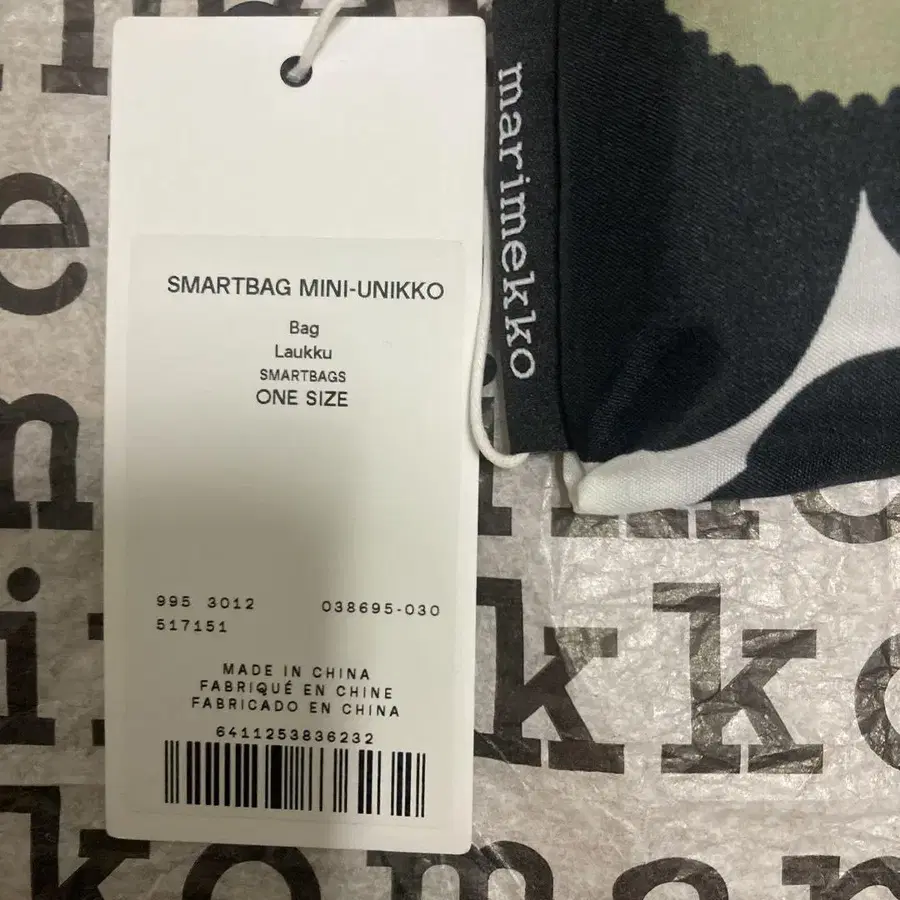 marimekko
SMARTBAG MINI-UNIKKO
Bag
Laukku
SMARTBAGS
ONE SIZE
995 3012 038695-030
517151
MADE IN CHINA
FABRIQUÉ EN CHINE
FABRICADO EN CHINA
6411253836232